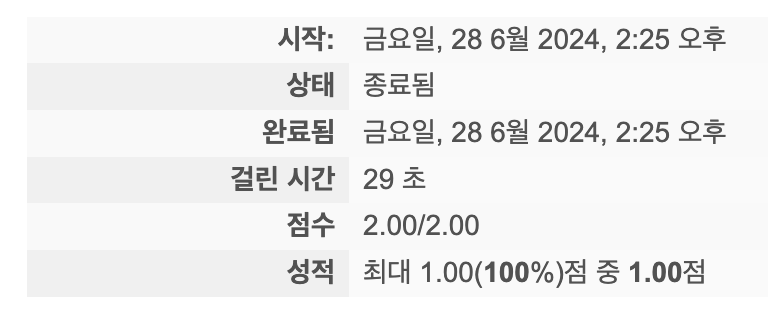 시작: 금요일, 28 6월 2024, 2:25 오후
상태 종료됨
완료됨 금요일, 28 6월 2024, 2:25 오후
걸린 시간 29 초
점수 2.00/2.00
성적 최대 1.00(100%)점 중 1.00점